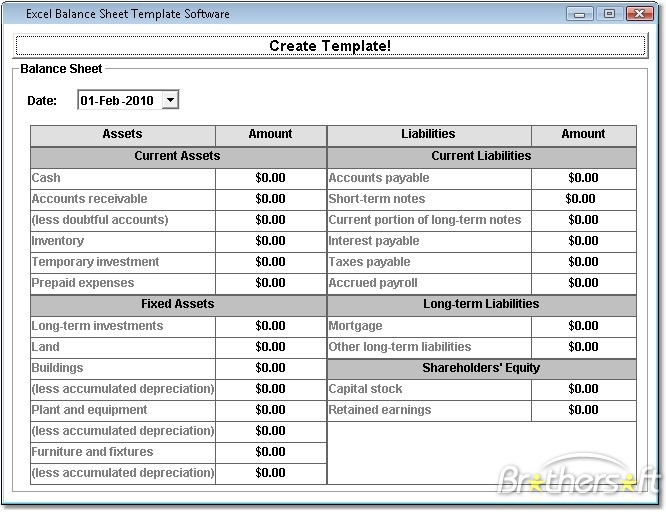 Excel Balance Sheet Template Software
Create Template!
Balance Sheet
Date: 01-Feb-2010
Assets Amount Liabilities Amount
Current Assets Current Liabilities
Cash $0.00 Accounts payable $0.00
Accounts receivable $0.00 Short-term notes $0.00
(less doubtful accounts) $0.00 Current portion of long-term notes $0.00
Inventory $0.00 Interest payable $0.00
Temporary investment $0.00 Taxes payable $0.00
Prepaid expenses $0.00 Accrued payroll $0.00
Fixed Assets Long-term Liabilities
Long-term investments $0.00 Mortgage $0.00
Land $0.00 Other long-term liabilities $0.00
Buildings $0.00 Shareholders' Equity
(less accumulated depreciation) $0.00 Capital stock $0.00
Plant and equipment $0.00 Retained earnings $0.00
(less accumulated depreciation) $0.00
Furniture and fixtures $0.00
(less accumulated depreciation) $0.00
Brothersoft